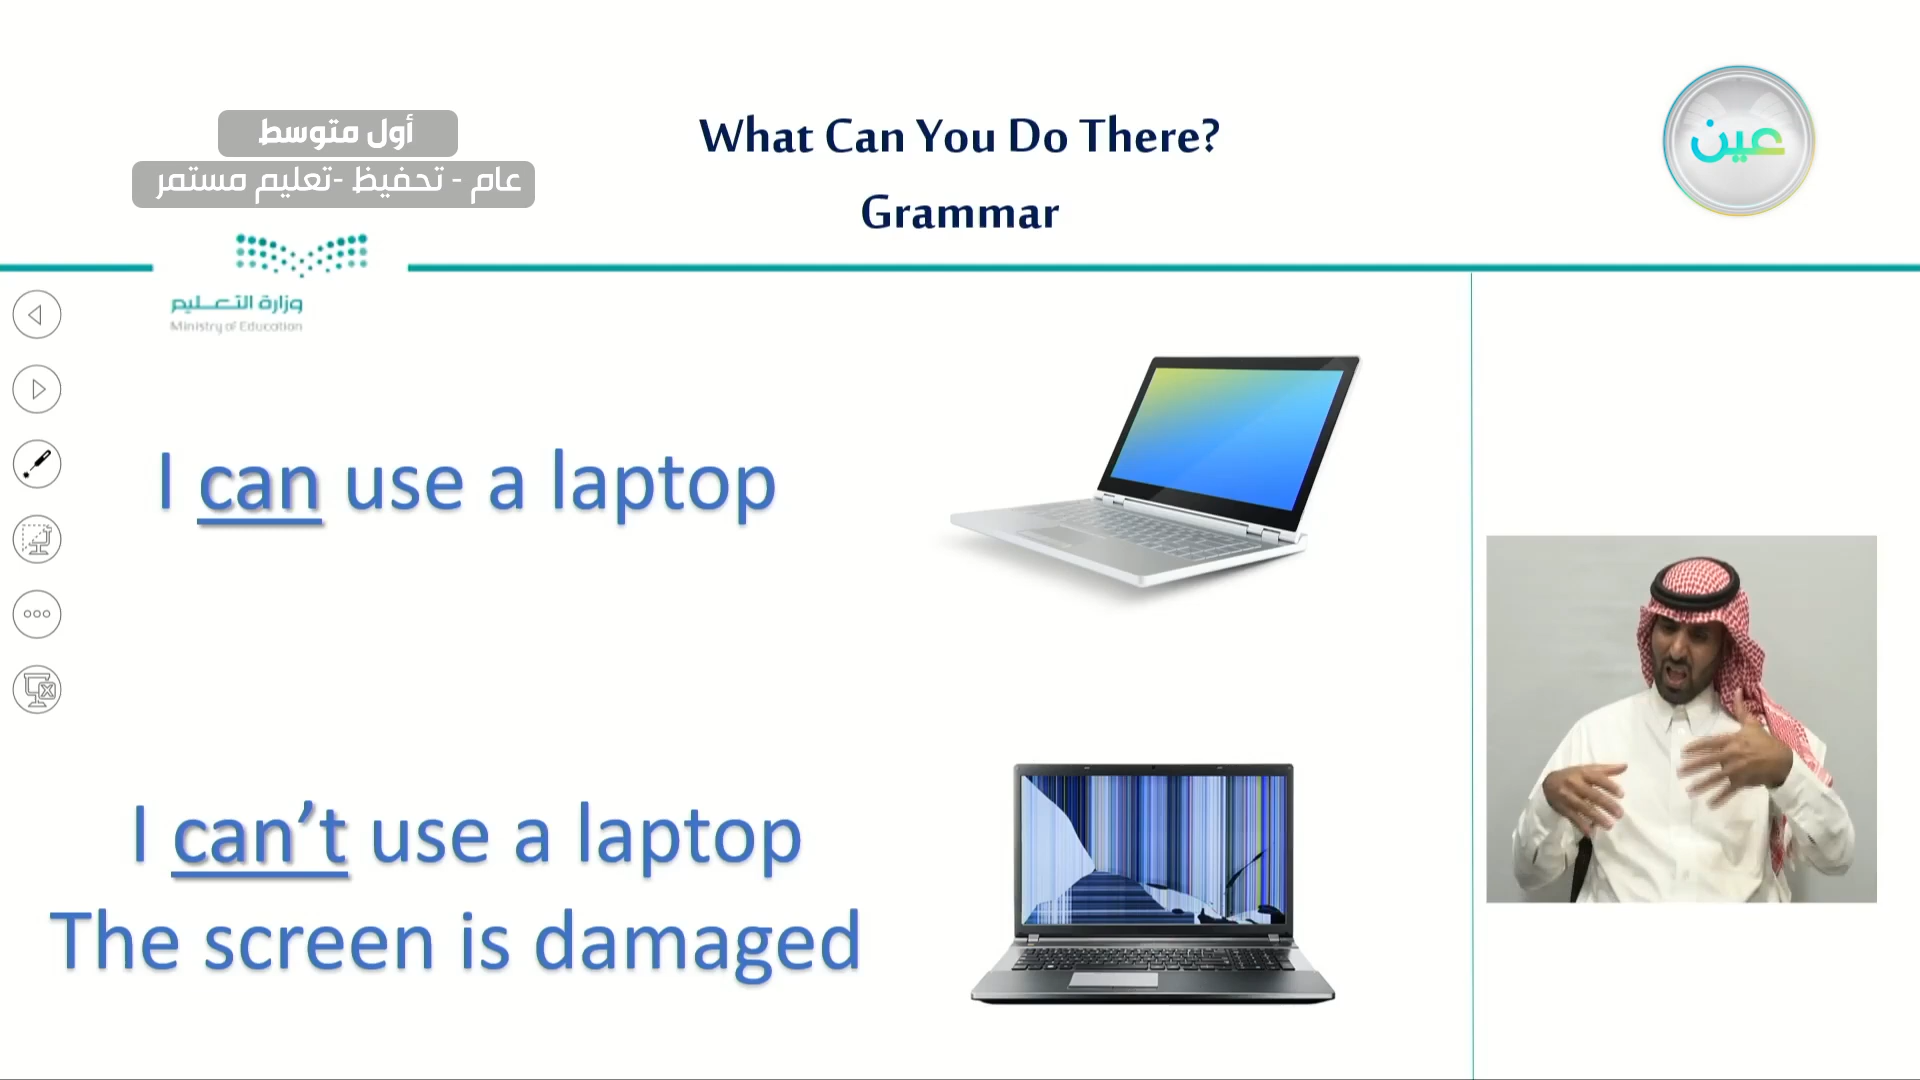 أول متوسط
عام - تحفيظ -تعليم مستمر
What Can You Do There?
Grammar
عين
وزارة التعليم
Ministry of Education
I can use a laptop
I can’t use a laptop
The screen is damaged